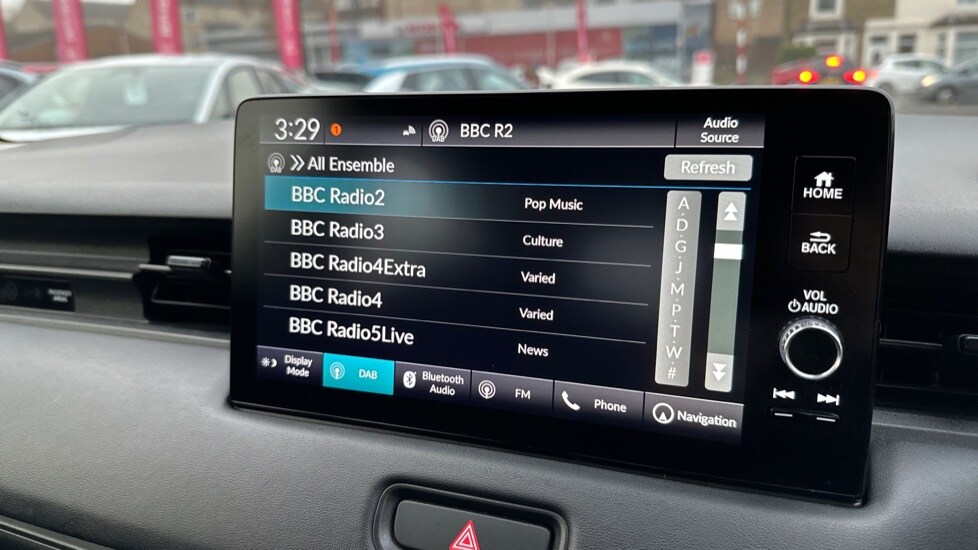 3:29 1 DAB BBC R2 Audio Source
DAB All Ensemble Refresh
BBC Radio2 Pop Music
BBC Radio3 Culture
BBC Radio4Extra Varied
BBC Radio4 Varied
BBC Radio5Live News
A
D
G
J
M
P
T
W
#
Display Mode DAB Bluetooth Audio FM Phone Navigation
HOME
BACK
VOL
AUDIO